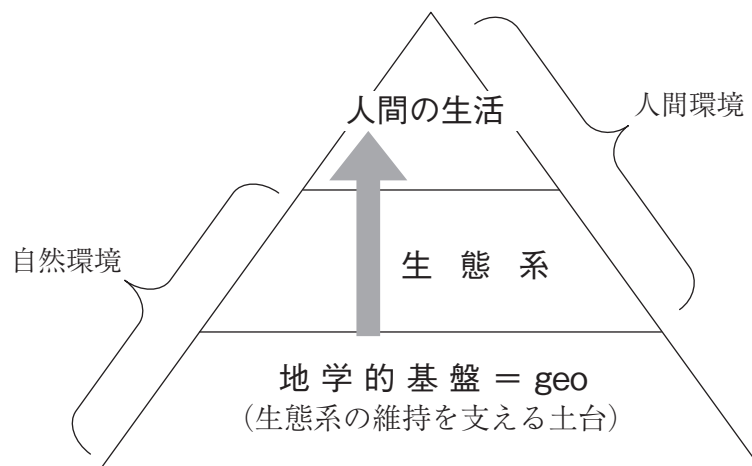 人間の生活
人間環境
自然環境
生態系
地学的基盤＝geo
（生態系の維持を支える土台）